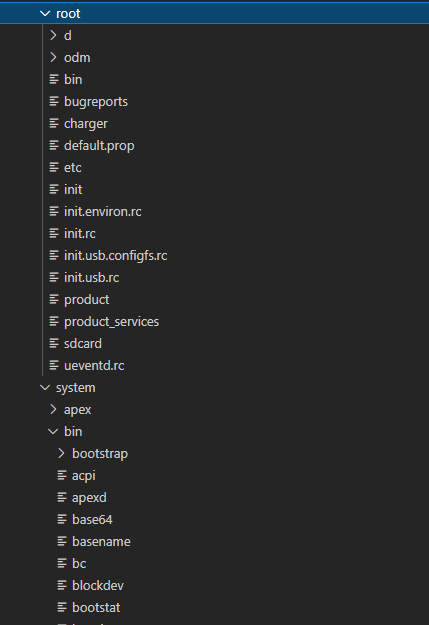 root
d
odm
bin
bugreports
charger
default.prop
etc
init
init.environ.rc
init.rc
init.usb.configfs.rc
init.usb.rc
product
product_services
sdcard
ueventd.rc
system
apex
bin
bootstrap
acpi
apexd
base64
basename
bc
blockdev
bootstat